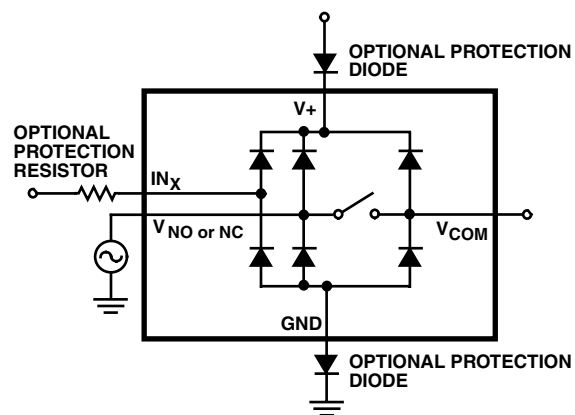 OPTIONAL PROTECTION
DIODE
V+
OPTIONAL
PROTECTION
RESISTOR
INX
VNO or NC
VCOM
GND
OPTIONAL PROTECTION
DIODE